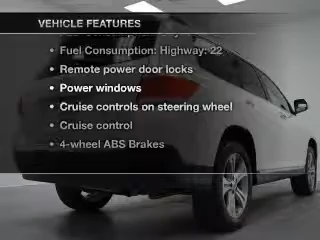 VEHICLE FEATURES
• Fuel Consumption: Highway: 22
• Remote power door locks
• Power windows
• Cruise controls on steering wheel
• Cruise control
• 4-wheel ABS Brakes